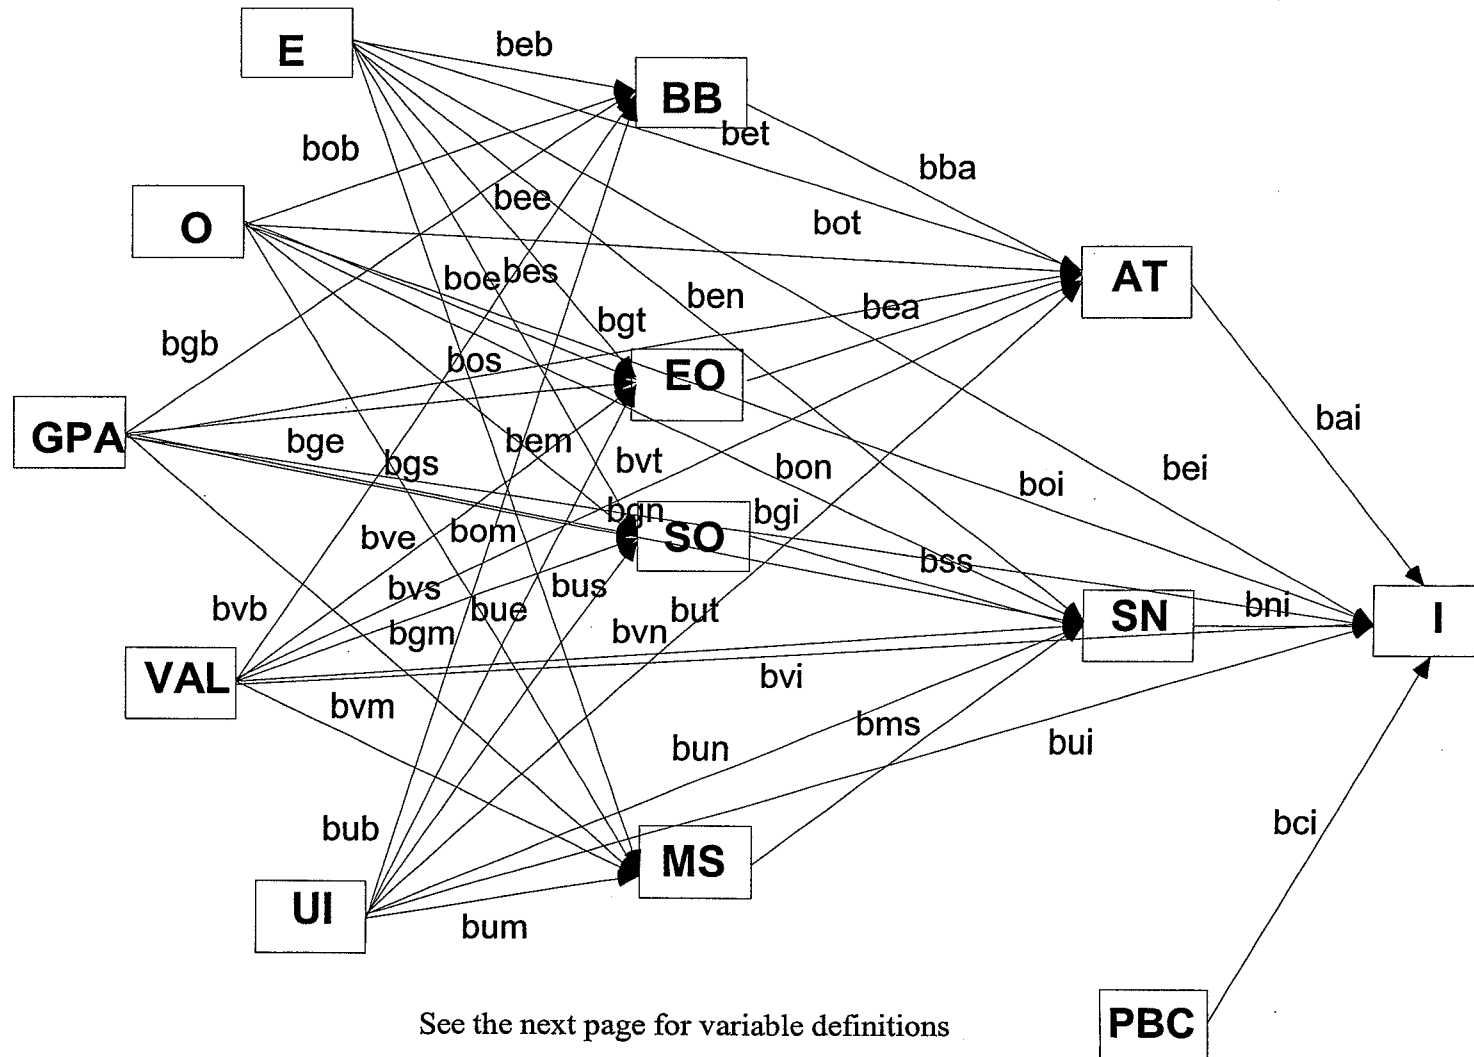 E
beb
BB
bet
bob
bba
bee
O
bot
boe
bes
AT
ben
bea
bgt
bgb
bos
EO
bai
GPA
bge
bem
bgs
bvt
bon
bei
boi
bgn
bgi
bve
bom
SO
bss
bvs
bus
bvb
bue
but
bni
SN
I
bgm
bvn
VAL
bvi
bvm
bms
bun
bui
bub
MS
bci
UI
bum
See the next page for variable definitions
PBC